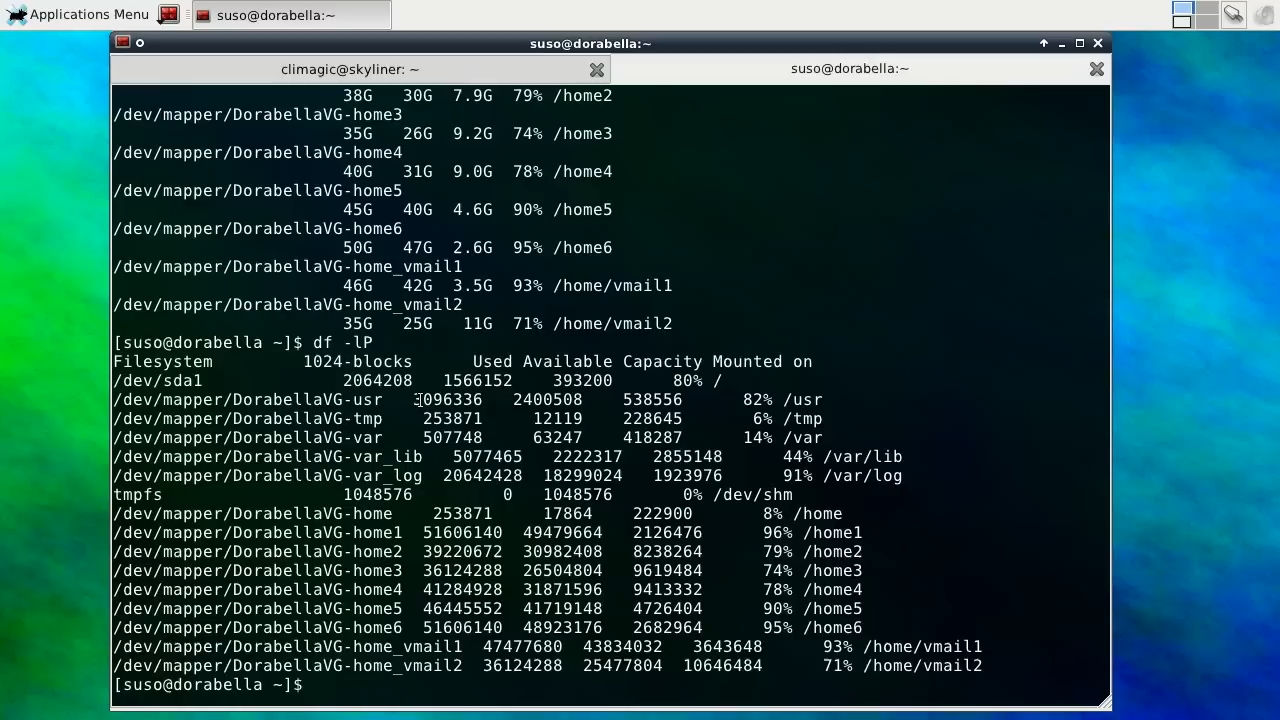 Applications Menu suso@dorabella:~
suso@dorabella:~
climagic@skyliner: ~ suso@dorabella:~
38G 30G 7.9G 79% /home2
/dev/mapper/DorabellaVG-home3
35G 26G 9.2G 74% /home3
/dev/mapper/DorabellaVG-home4
40G 31G 9.0G 78% /home4
/dev/mapper/DorabellaVG-home5
45G 40G 4.6G 90% /home5
/dev/mapper/DorabellaVG-home6
50G 47G 2.6G 95% /home6
/dev/mapper/DorabellaVG-home_vmail1
46G 42G 3.5G 93% /home/vmail1
/dev/mapper/DorabellaVG-home_vmail2
35G 25G 11G 71% /home/vmail2
[suso@dorabella ~]$ df -lP
Filesystem 1024-blocks Used Available Capacity Mounted on
/dev/sda1 2064208 1566152 393200 80% /
/dev/mapper/DorabellaVG-usr 3096336 2400508 538556 82% /usr
/dev/mapper/DorabellaVG-tmp 253871 12119 228645 6% /tmp
/dev/mapper/DorabellaVG-var 507748 63247 418287 14% /var
/dev/mapper/DorabellaVG-var_lib 5077465 2222317 2855148 44% /var/lib
/dev/mapper/DorabellaVG-var_log 20642428 18299024 1923976 91% /var/log
tmpfs 1048576 0 1048576 0% /dev/shm
/dev/mapper/DorabellaVG-home 253871 17864 222900 8% /home
/dev/mapper/DorabellaVG-home1 51606140 49479664 2126476 96% /home1
/dev/mapper/DorabellaVG-home2 39220672 30982408 8238264 79% /home2
/dev/mapper/DorabellaVG-home3 36124288 26504804 9619484 74% /home3
/dev/mapper/DorabellaVG-home4 41284928 31871596 9413332 78% /home4
/dev/mapper/DorabellaVG-home5 46445552 41719148 4726404 90% /home5
/dev/mapper/DorabellaVG-home6 51606140 48923176 2682964 95% /home6
/dev/mapper/DorabellaVG-home_vmail1 47477680 43834032 3643648 93% /home/vmail1
/dev/mapper/DorabellaVG-home_vmail2 36124288 25477804 10646484 71% /home/vmail2
[suso@dorabella ~]$